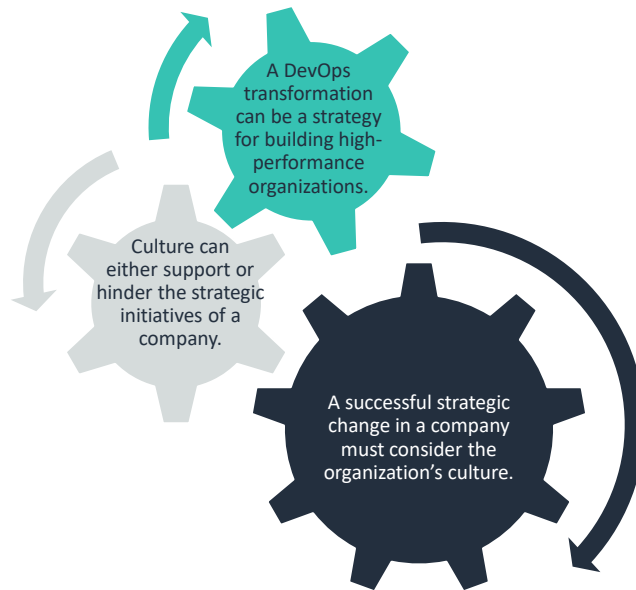 A DevOps
transformation
can be a strategy
for building high-
performance
organizations.
Culture can
either support or
hinder the strategic
initiatives of a
company.
A successful strategic
change in a company
must consider the
organization’s culture.